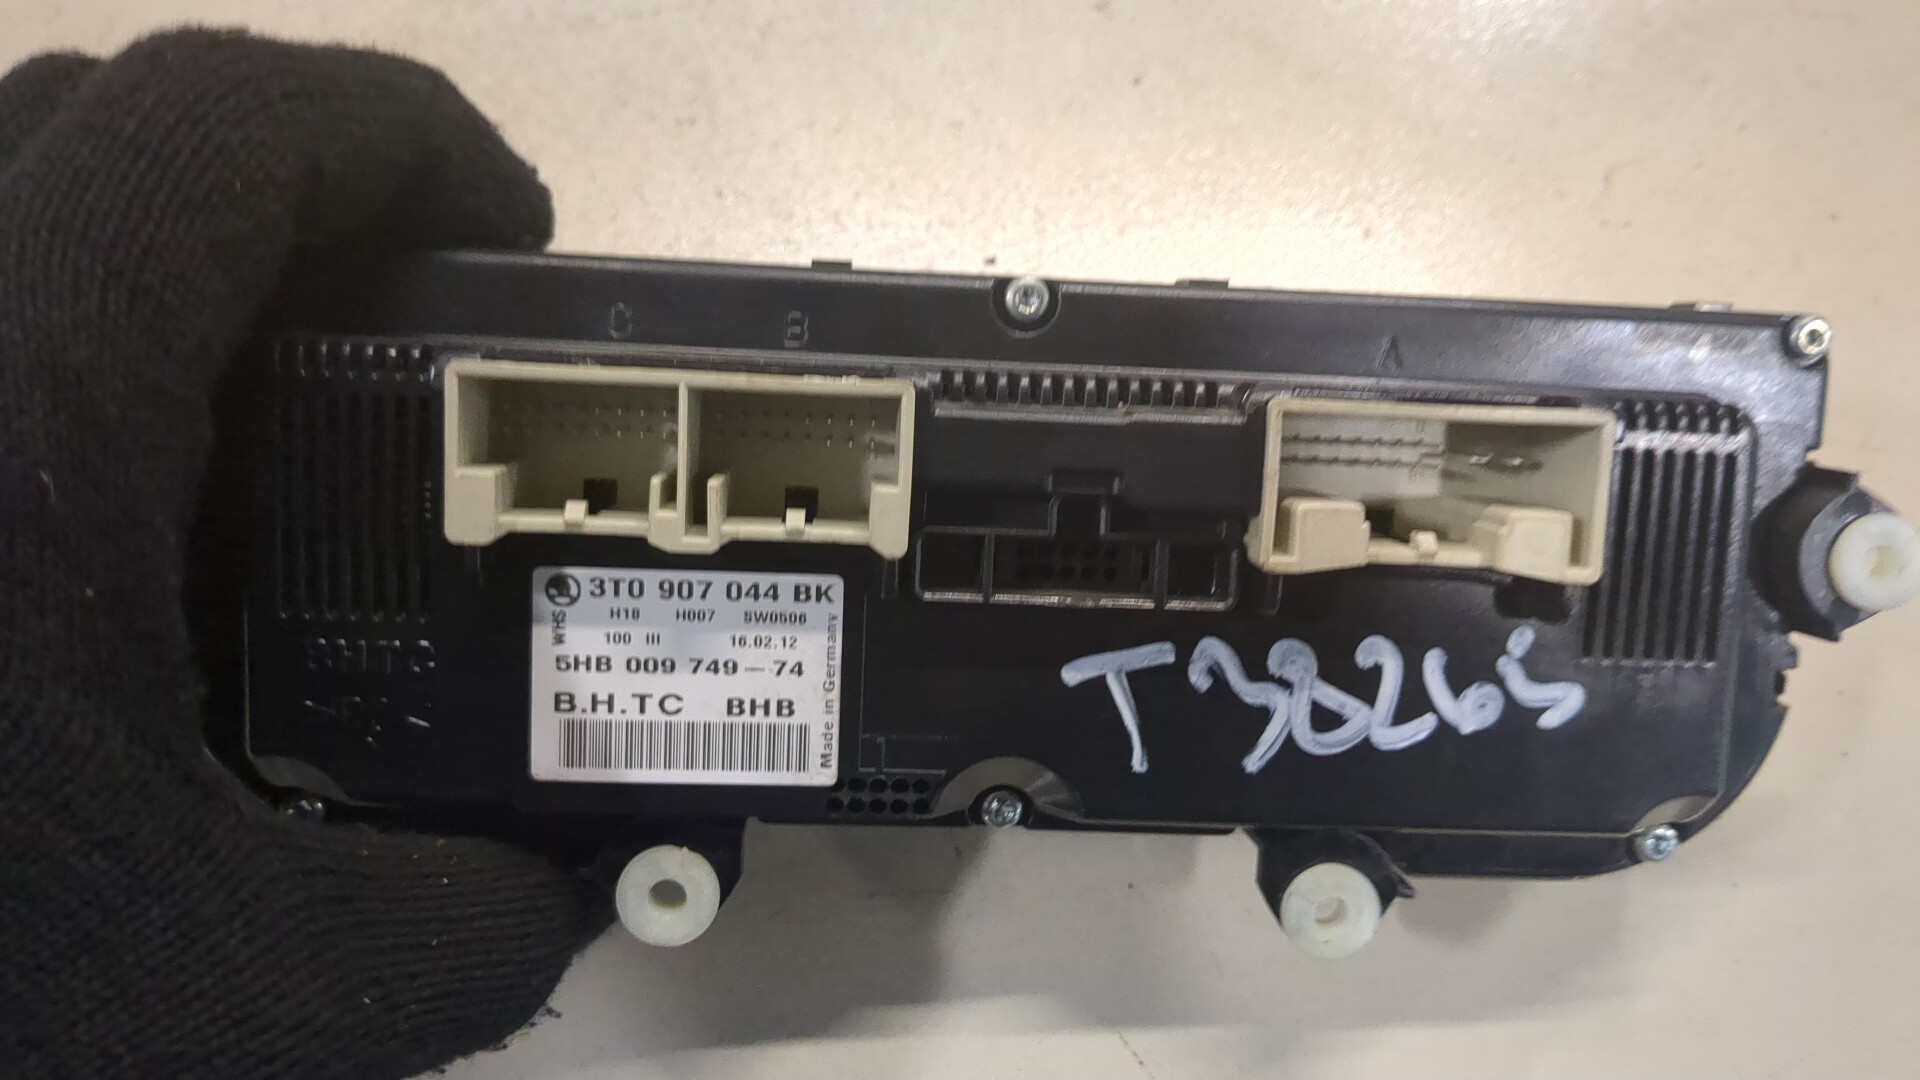 C B A
3T0 907 044 BK
WHS
H18 H007 SW0506
100 III 16.02.12
5HB 009 749-74
B.H.TC BHB
Made in Germany
T38265
BHTC